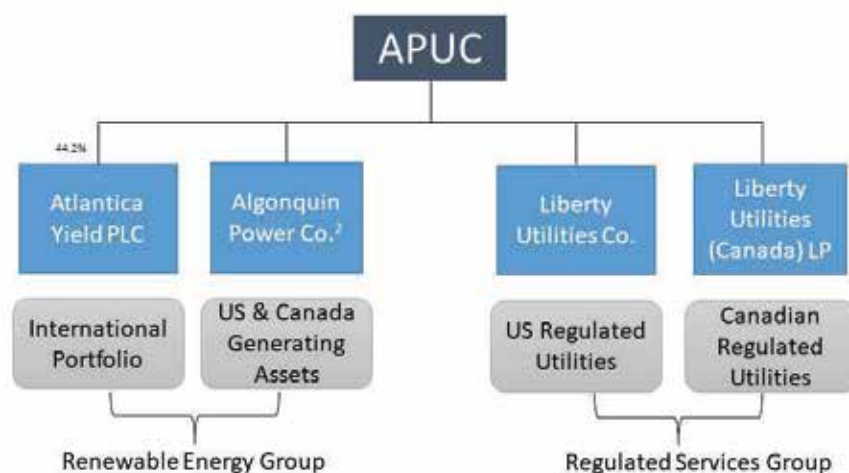 APUC
44.2%
Atlantica
Yield PLC
Algonquin
Power Co.²
Liberty
Utilities Co.
Liberty
Utilities
(Canada) LP
International
Portfolio
US & Canada
Generating
Assets
US Regulated
Utilities
Canadian
Regulated
Utilities
Renewable Energy Group
Regulated Services Group